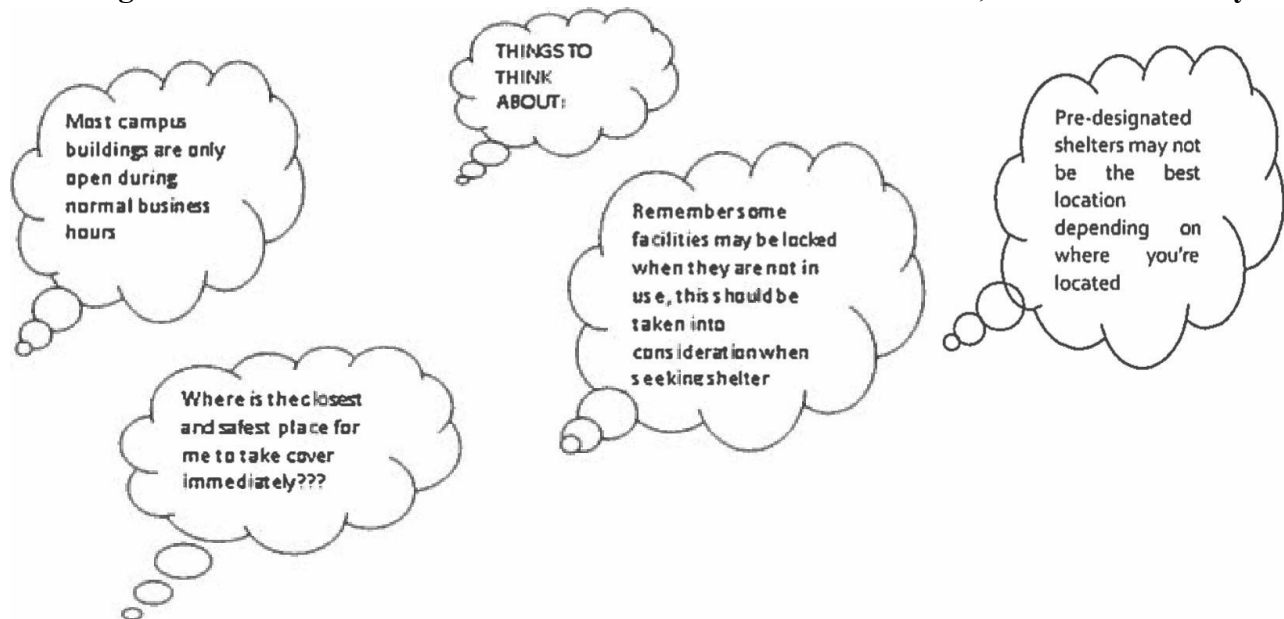 THINGS TO
THINK
ABOUT:
Most campus
buildings are only
open during
normal business
hours
Remember some
facilities may be locked
when they are not in
use, this should be
taken into
consideration when
seeking shelter
Pre-designated
shelters may not
be the best
location
depending on
where you're
located
Where is the closest
and safest place for
me to take cover
immediately???